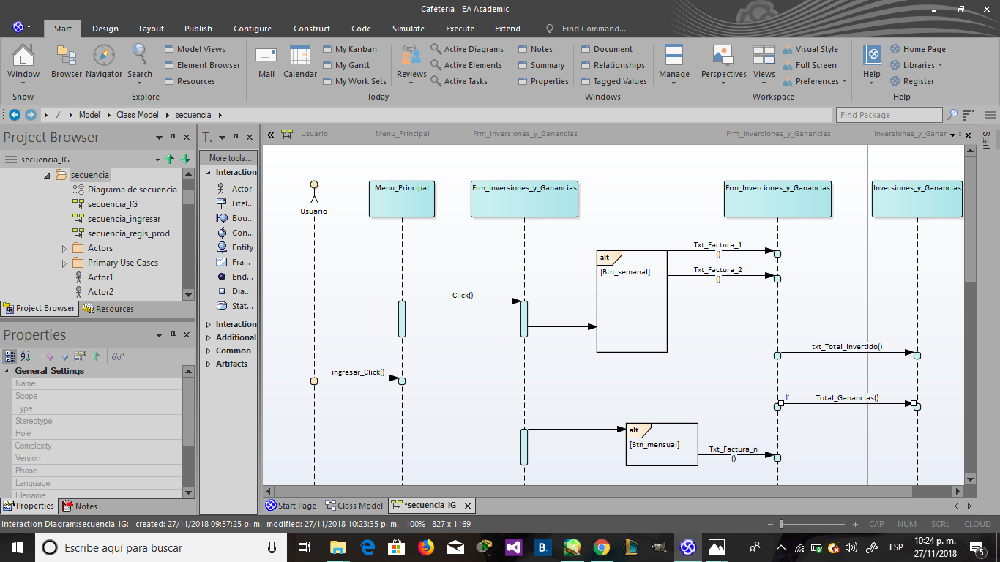 Cafeteria - EA Academic
Start Design Layout Publish Configure Construct Code Simulate Execute Extend Find Command...
Window Browser Navigator Search Model Views Element Browser Resources Mail Calendar My Kanban My Gantt My Work Sets Reviews Active Diagrams Active Elements Active Tasks Notes Summary Properties Document Relationships Tagged Values Manage Perspectives Views Visual Style Full Screen Preferences Help Home Page Libraries Register
Show Explore Today Windows Workspace Help
/ Model Class Model secuencia Find Package
Project Browser
secuencia_IG
secuencia
Diagrama de secuencia
secuencia_IG
secuencia_ingresar
secuencia_regis_prod
Actors
Primary Use Cases
Actor1
Actor2
Project Browser Resources
Properties
General Settings
Name
Scope
Type
Stereotype
Role
Complexity
Version
Phase
Language
Filename
Properties Notes
T...
More tools...
Interaction
Actor
Lifel...
Bou...
Con...
Entity
Fra...
End...
Dia...
Stat...
Interaction
Additional
Common
Artifacts
Usuario Menu_Principal Frm_Inversiones_y_Ganancias Frm_Inverciones_y_Ganancias Inversiones_y_Ganan s
Start
Menu_Principal Frm_Inversiones_y_Ganancias Frm_Inverciones_y_Ganancias Inversiones_y_Ganancias
Usuario
Txt_Factura_1
()
alt
[Btn_semanal]
Txt_Factura_2
()
Click()
txt_Total_invertido()
ingresar_Click()
Total_Ganancias()
alt
[Btn_mensual]
Txt_Factura_n
()
Start Page Class Model *secuencia_IG
Interaction Diagram:secuencia_IG: created: 27/11/2018 09:57:25 p. m. modified: 27/11/2018 10:23:35 p. m. 100% 827 x 1169 CAP NUM SCRL CLOUD
Escribe aquí para buscar
B.
ESP
10:24 p. m.
27/11/2018
5